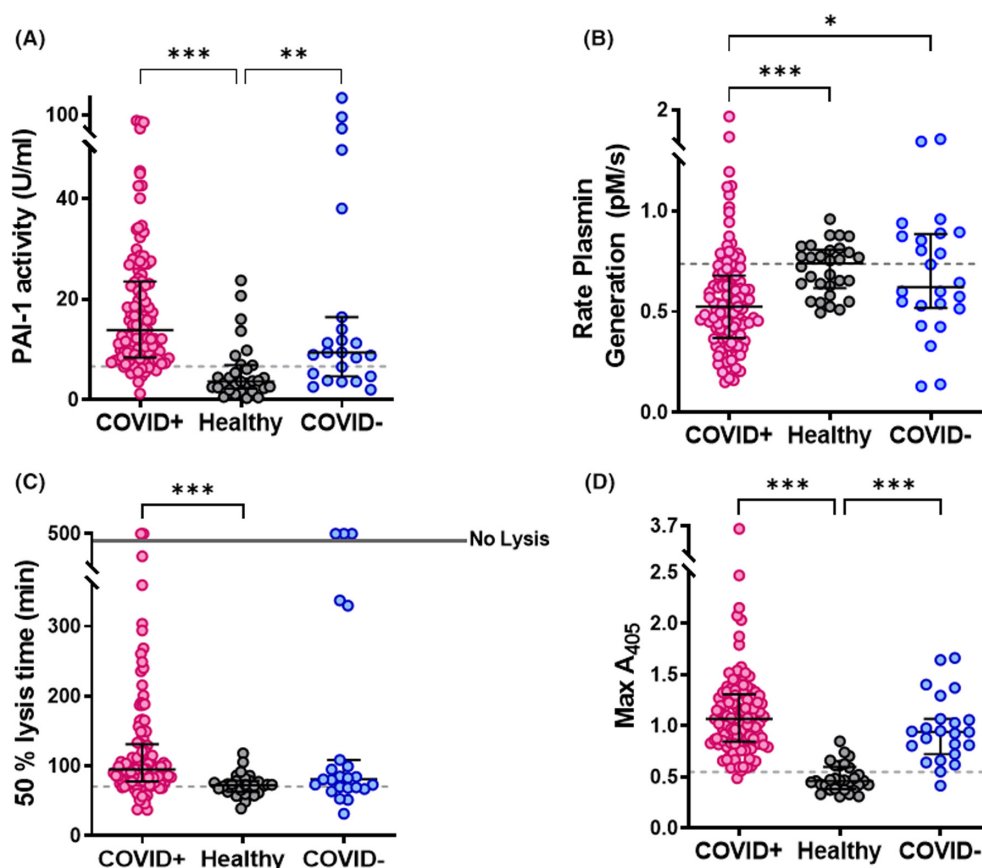 (A)
***
**
PAI-1 activity (U/ml)
100
40
20
0
COVID+ Healthy COVID-
(B)
*
***
Rate Plasmin
Generation (pM/s)
2
1.0
0.5
0.0
COVID+ Healthy COVID-
(C)
***
50 % lysis time (min)
500
No Lysis
300
200
100
0
COVID+ Healthy COVID-
(D)
***
***
Max A405
3.7
2.5
2.0
1.5
1.0
0.5
0.0
COVID+ Healthy COVID-